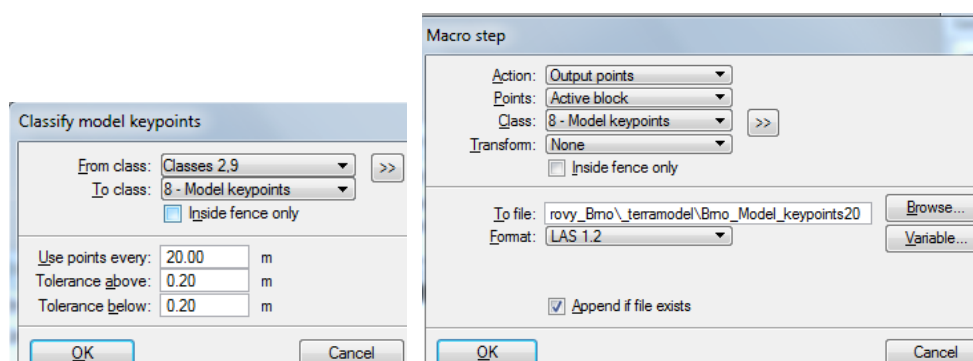 Classify model keypoints
From class: Classes 2,9 >>
To class: 8 - Model keypoints
Inside fence only
Use points every: 20.00 m
Tolerance above: 0.20 m
Tolerance below: 0.20 m
OK Cancel
Macro step
Action: Output points
Points: Active block
Class: 8 - Model keypoints >>
Transform: None
Inside fence only
To file: rovy_Brno\_terramodel\Brno_Model_keypoints20 Browse...
Format: LAS 1.2 Variable...
Append if file exists
OK Cancel